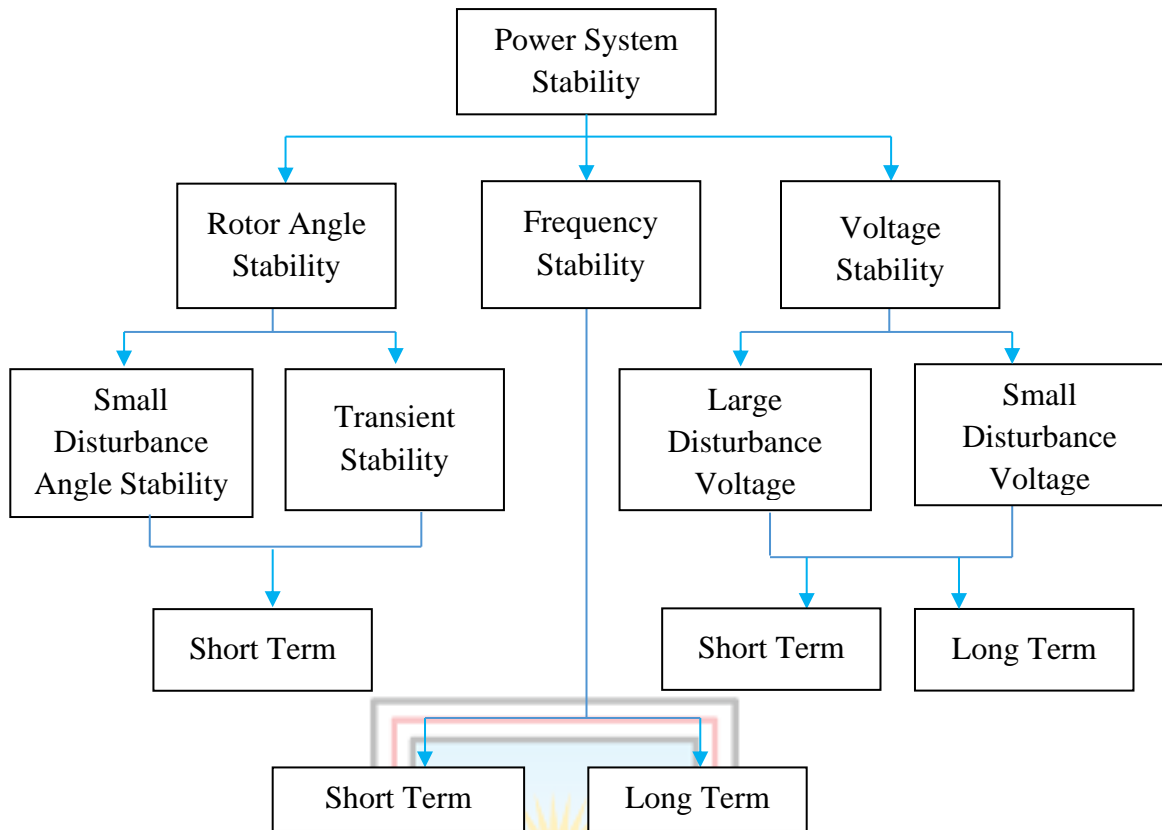 Power System
Stability
Rotor Angle
Stability
Frequency
Stability
Voltage
Stability
Small
Disturbance
Angle Stability
Transient
Stability
Large
Disturbance
Voltage
Small
Disturbance
Voltage
Short Term
Short Term
Long Term
Short Term
Long Term